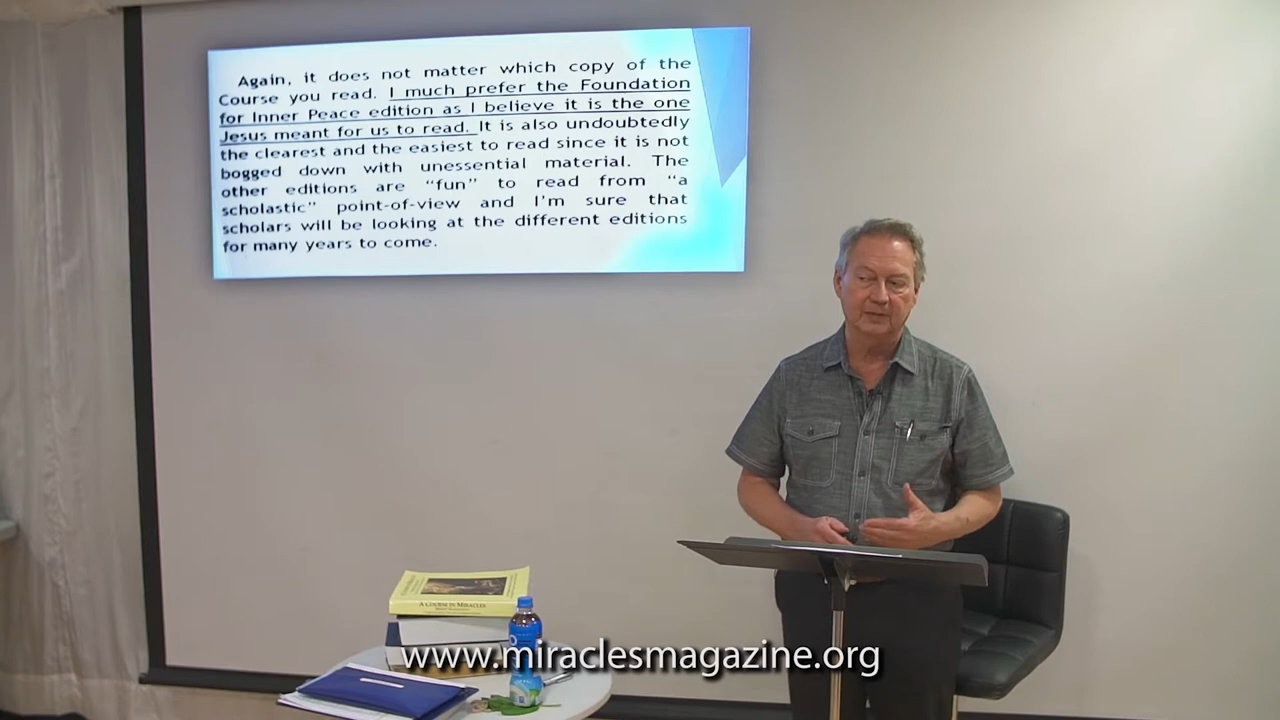 Again, it does not matter which copy of the
Course you read. I much prefer the Foundation
for Inner Peace edition as I believe it is the one
Jesus meant for us to read. It is also undoubtedly
the clearest and the easiest to read since it is not
bogged down with unessential material. The
other editions are “fun” to read from “a
scholastic” point-of-view and I’m sure that
scholars will be looking at the different editions
for many years to come.
A COURSE IN MIRACLES
www.miraclesmagazine.org